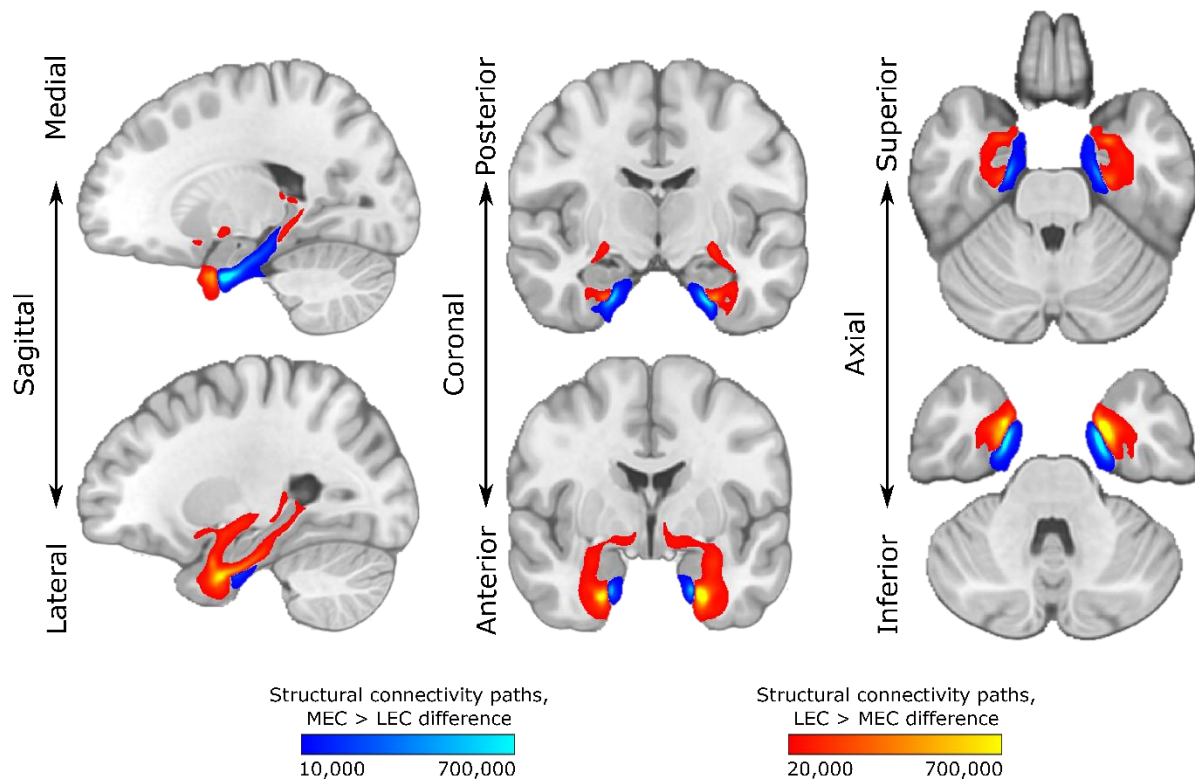 Medial
Sagittal
Lateral
Posterior
Coronal
Anterior
Superior
Axial
Inferior
Structural connectivity paths,
MEC > LEC difference
10,000 700,000
Structural connectivity paths,
LEC > MEC difference
20,000 700,000